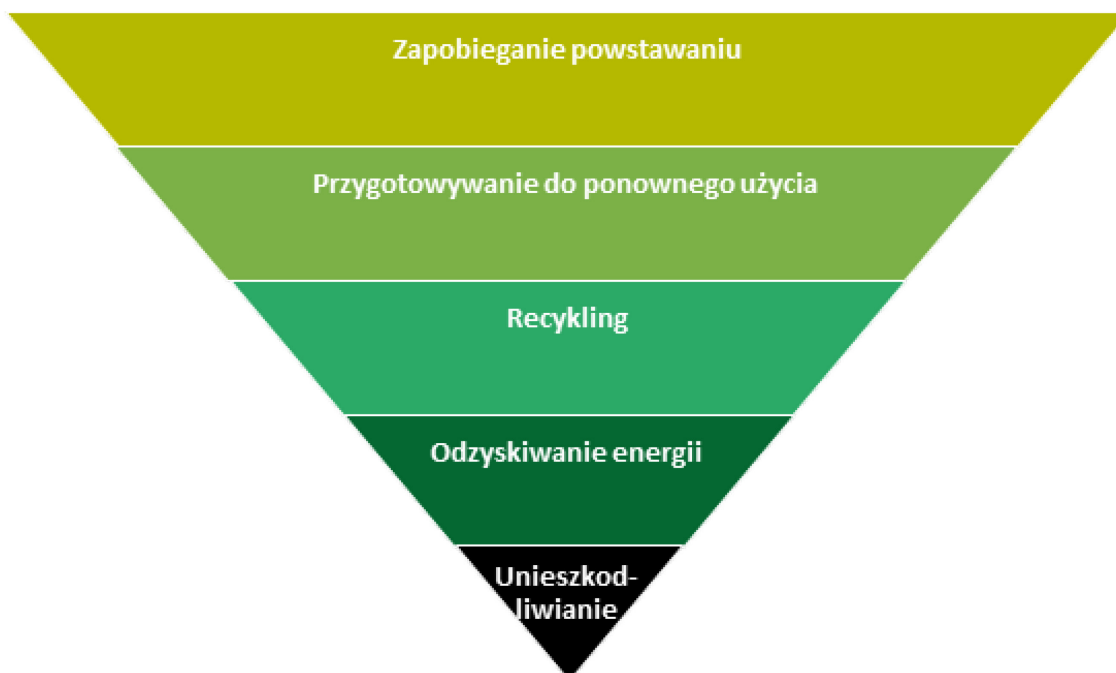 Zapobieganie powstawaniu
Przygotowywanie do ponownego użycia
Recykling
Odzyskiwanie energii
Unieszkod-
liwianie